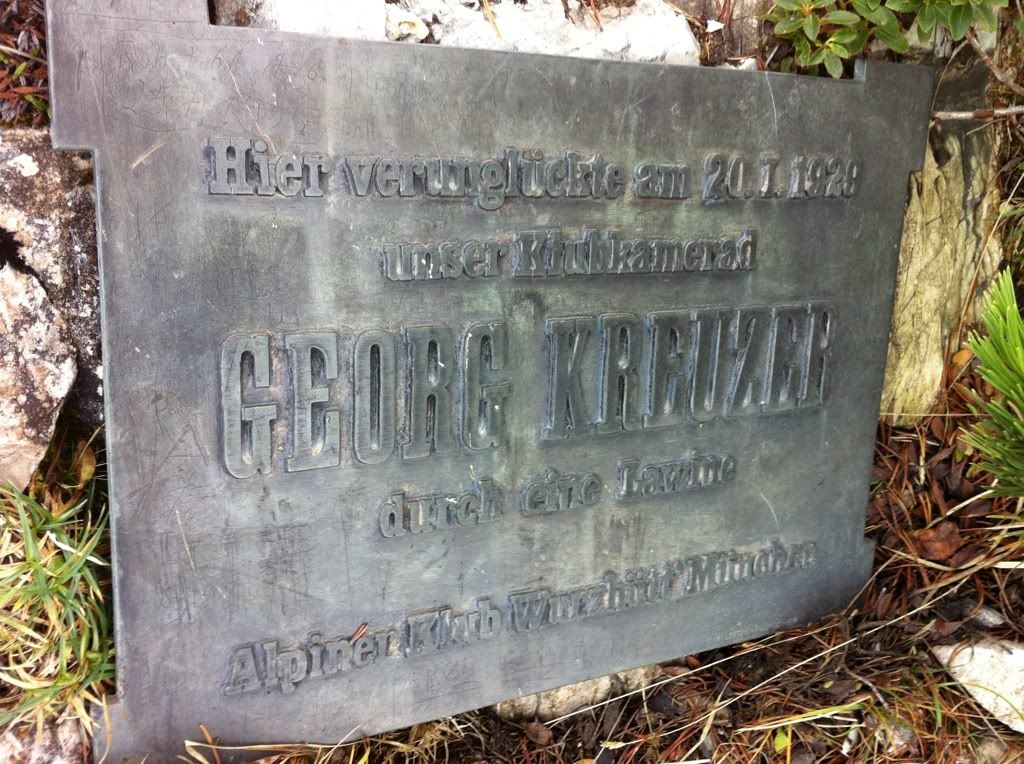 Hier verunglückte am 20. I. 1929
unser Klubkamerad
GEORG KREUZER
durch eine Lawine
Alpiner Klub Wurzhütt' München